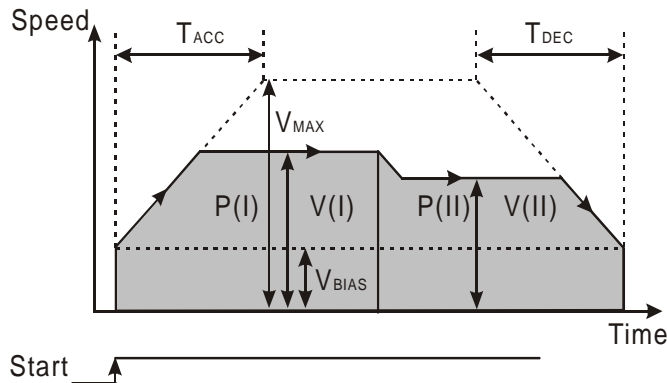 Speed
TACC
TDEC
VMAX
P(I)
V(I)
P(II)
V(II)
VBIAS
Time
Start